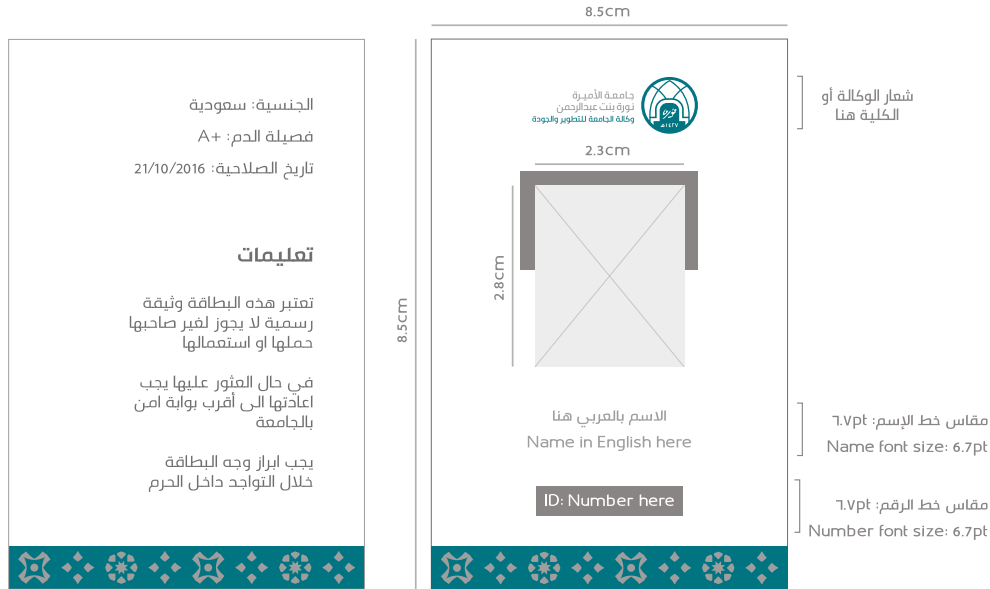 الجنسية: سعودية
فصيلة الدم: +A
تاريخ الصلاحية: 21/10/2016
تعليمات
تعتبر هذه البطاقة وثيقة
رسمية لا يجوز لغير صاحبها
حملها او استعمالها
في حال العثور عليها يجب
اعادتها الى أقرب بوابة امن
بالجامعة
يجب ابراز وجه البطاقة
خلال التواجد داخل الحرم
8.5cm
8.5cm
جامعة الأميرة
نورة بنت عبدالرحمن
وكالة الجامعة للتطوير والجودة
نورة
١٤٢٧هـ
2.3cm
2.8cm
الاسم بالعربي هنا
Name in English here
ID: Number here
شعار الوكالة أو
الكلية هنا
مقاس خط الإسم: ٦.٧pt
Name font size: 6.7pt
مقاس خط الرقم: ٦.٧pt
Number font size: 6.7pt